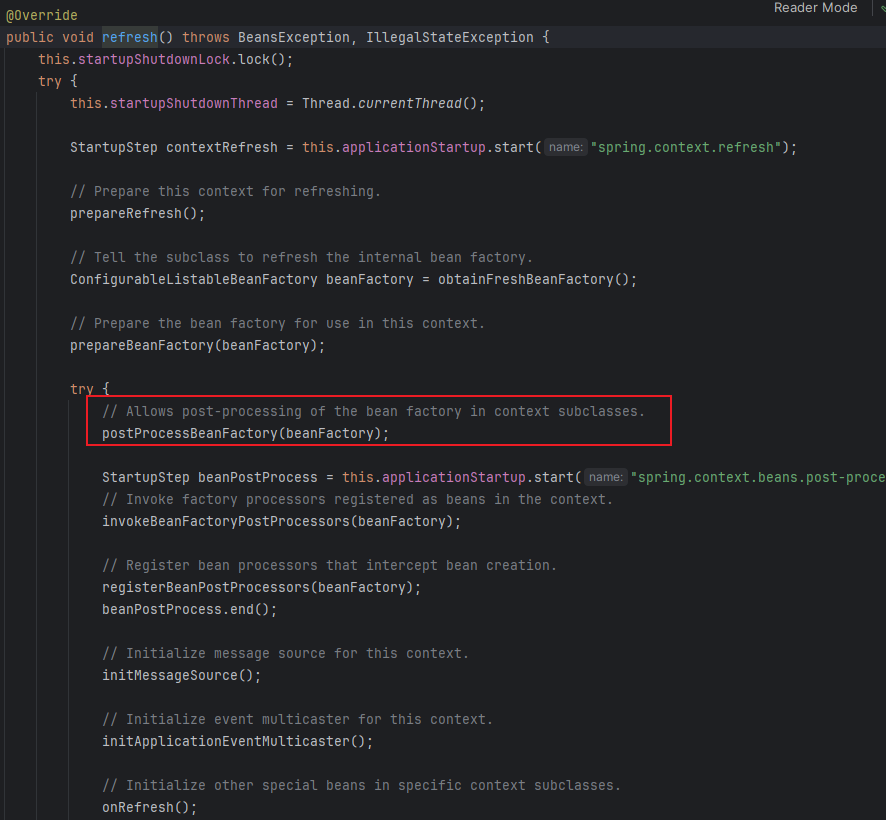 Reader Mode
@Override
public void refresh() throws BeansException, IllegalStateException {
this.startupShutdownLock.lock();
try {
this.startupShutdownThread = Thread.currentThread();
StartupStep contextRefresh = this.applicationStartup.start( name: "spring.context.refresh");
// Prepare this context for refreshing.
prepareRefresh();
// Tell the subclass to refresh the internal bean factory.
ConfigurableListableBeanFactory beanFactory = obtainFreshBeanFactory();
// Prepare the bean factory for use in this context.
prepareBeanFactory(beanFactory);
try {
// Allows post-processing of the bean factory in context subclasses.
postProcessBeanFactory(beanFactory);
StartupStep beanPostProcess = this.applicationStartup.start( name: "spring.context.beans.post-proce
// Invoke factory processors registered as beans in the context.
invokeBeanFactoryPostProcessors(beanFactory);
// Register bean processors that intercept bean creation.
registerBeanPostProcessors(beanFactory);
beanPostProcess.end();
// Initialize message source for this context.
initMessageSource();
// Initialize event multicaster for this context.
initApplicationEventMulticaster();
// Initialize other special beans in specific context subclasses.
onRefresh();